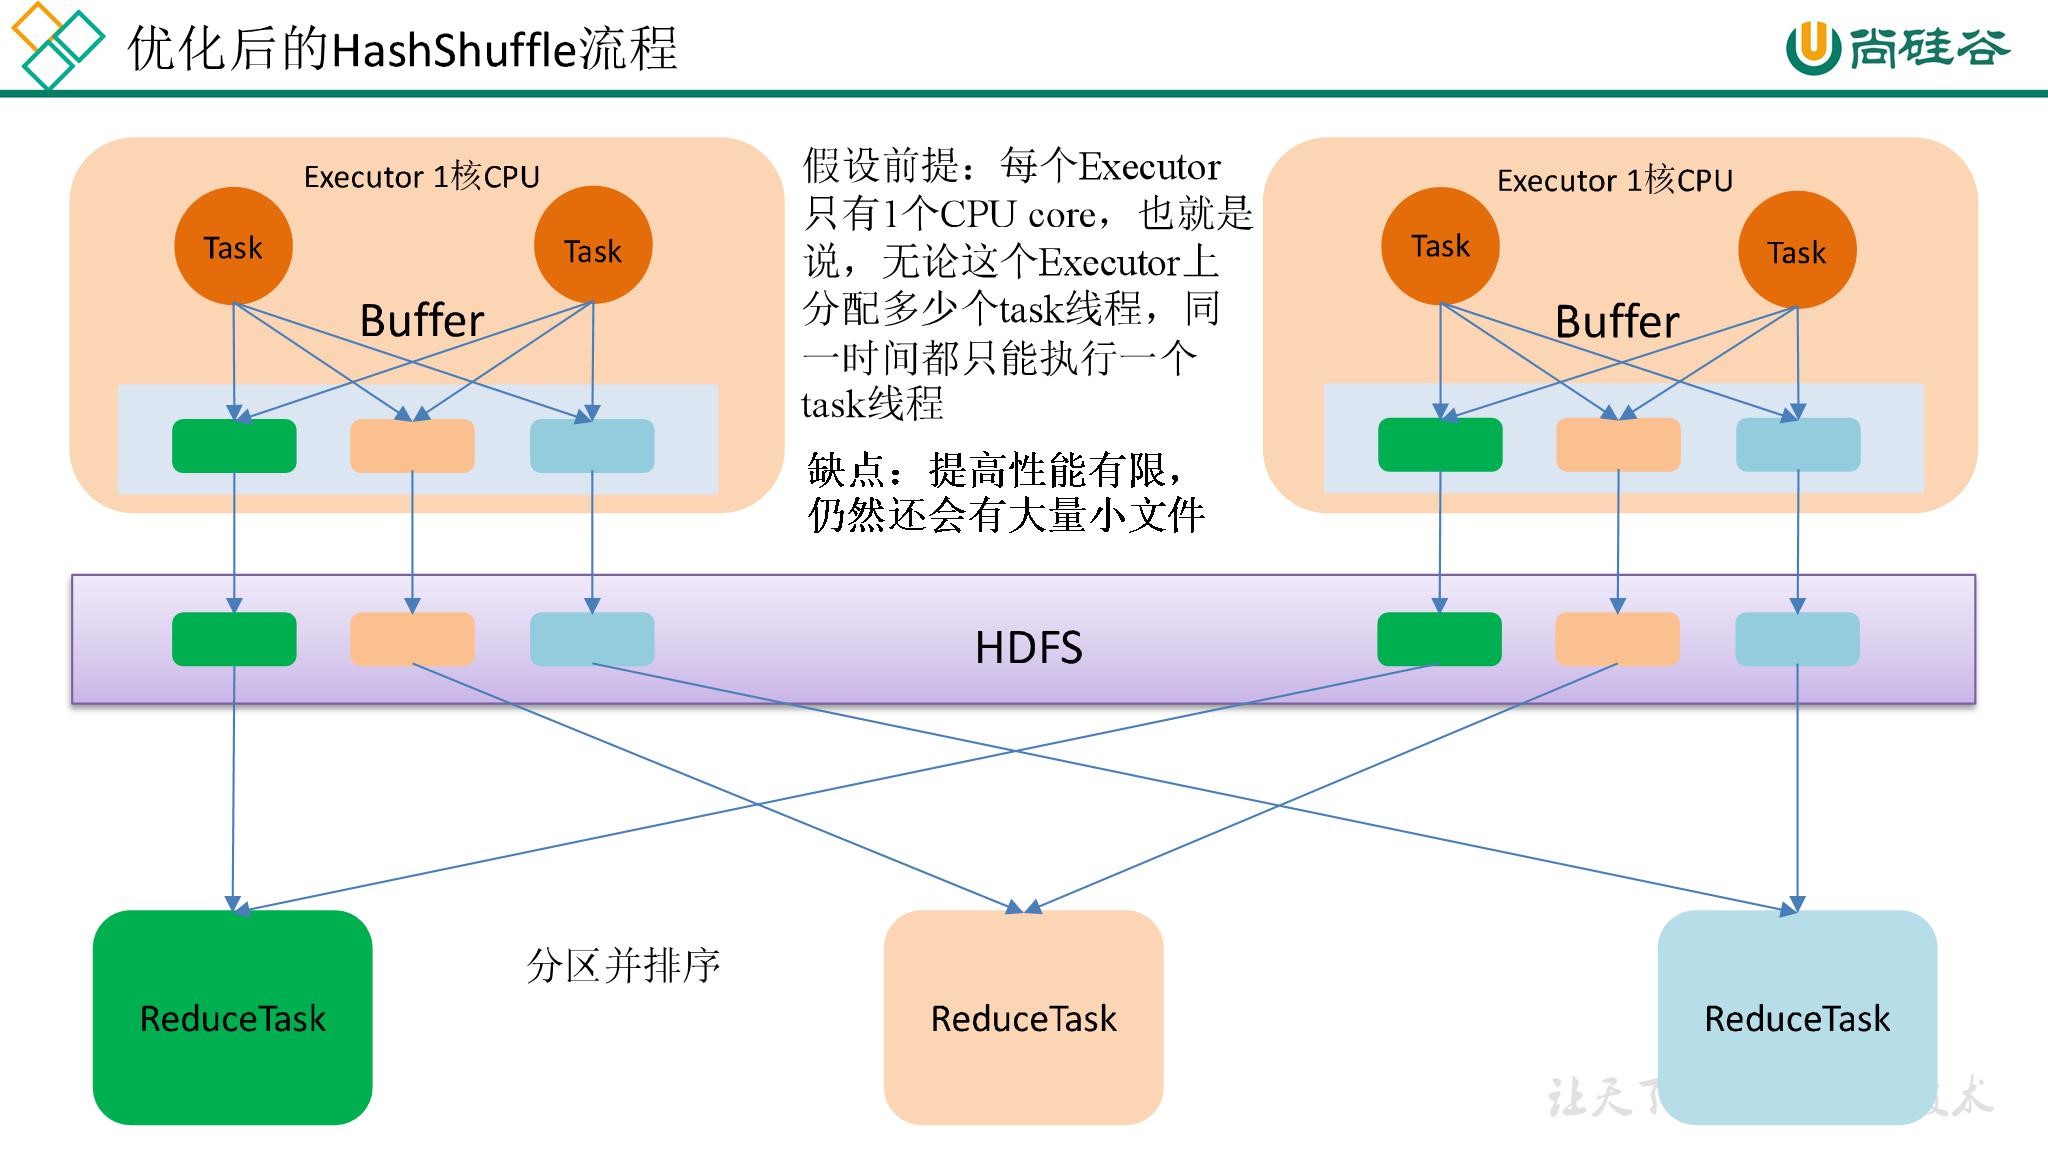 优化后的HashShuffle流程
尚硅谷
Executor 1核CPU
Task
Task
Buffer
假设前提：每个Executor
只有1个CPU core，也就是
说，无论这个Executor上
分配多少个task线程，同
一时间都只能执行一个
task线程
缺点：提高性能有限，
仍然还会有大量小文件
Executor 1核CPU
Task
Task
Buffer
HDFS
分区并排序
ReduceTask
ReduceTask
ReduceTask
让天下
技术